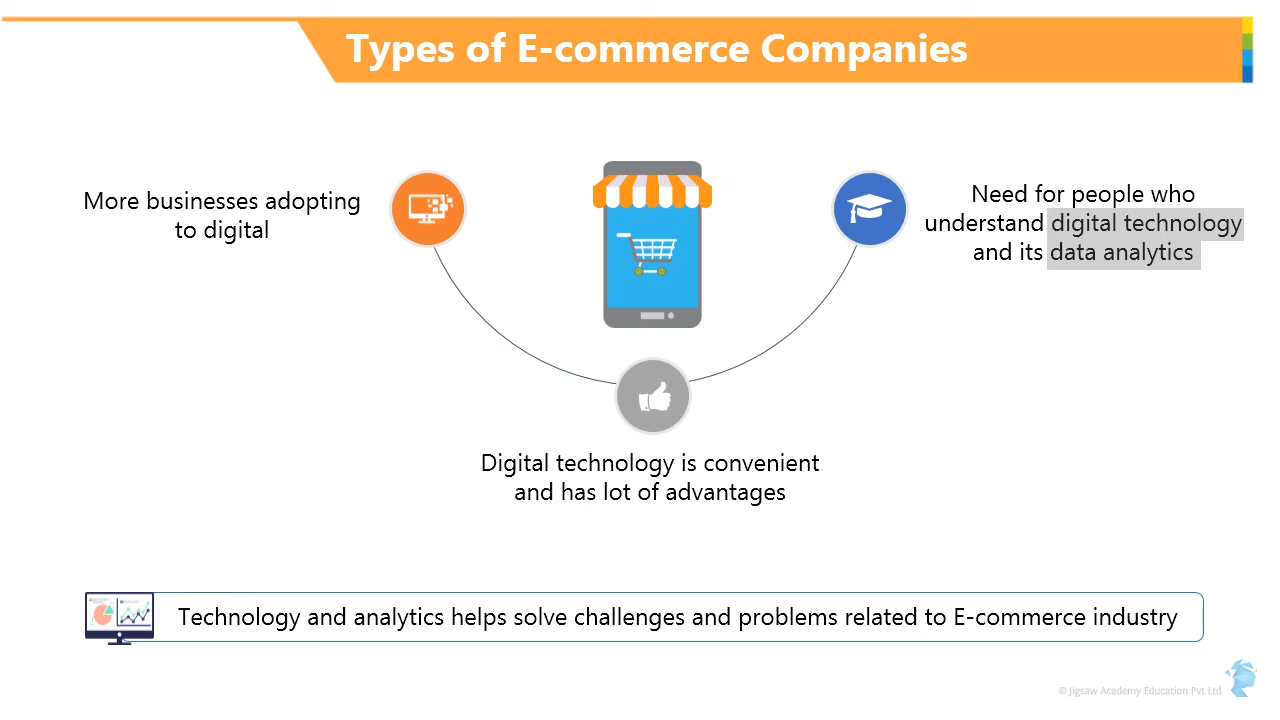 Types of E-commerce Companies
More businesses adopting
to digital
Need for people who
understand digital technology
and its data analytics
Digital technology is convenient
and has lot of advantages
Technology and analytics helps solve challenges and problems related to E-commerce industry
© Jigsaw Academy Education Pvt Ltd